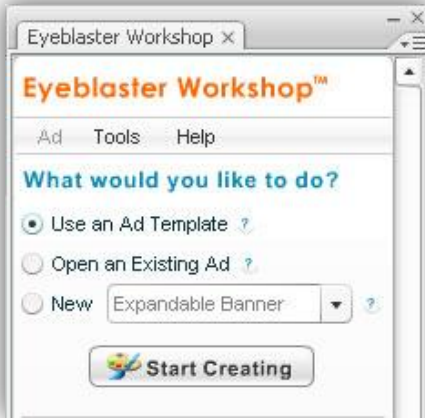 Eyeblaster Workshop
Eyeblaster Workshop™
Ad Tools Help
What would you like to do?
Use an Ad Template ?
Open an Existing Ad ?
New Expandable Banner ?
Start Creating